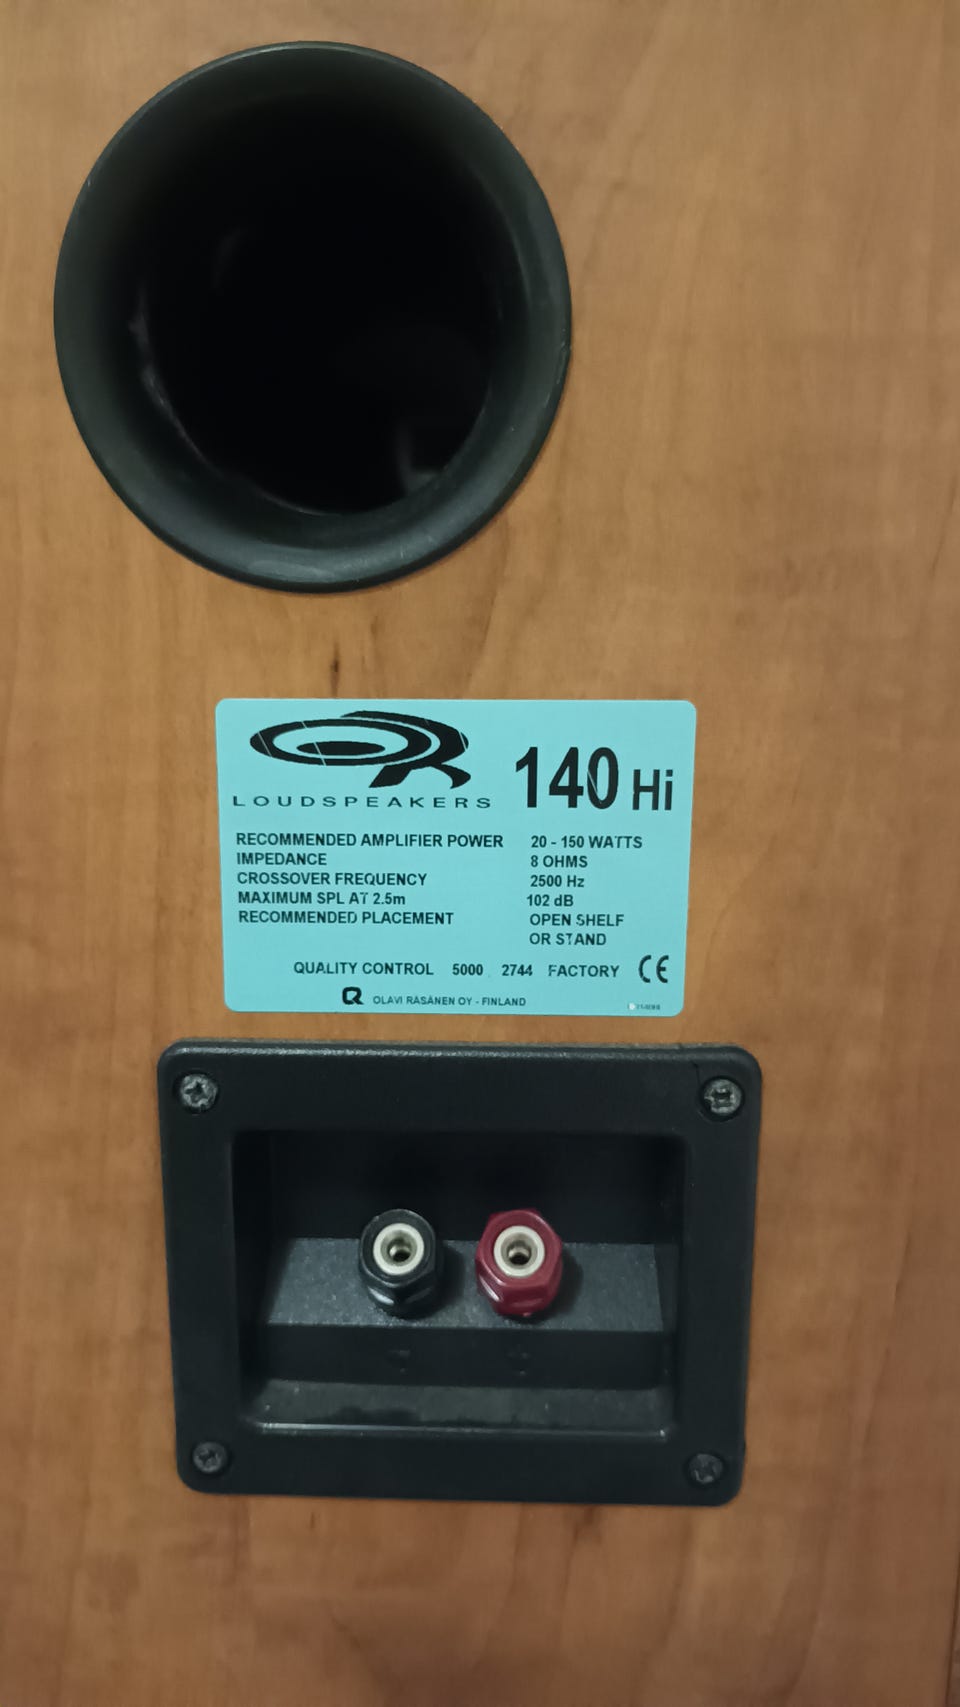 LOUDSPEAKERS
140 Hi
RECOMMENDED AMPLIFIER POWER 20 - 150 WATTS
IMPEDANCE 8 OHMS
CROSSOVER FREQUENCY 2500 Hz
MAXIMUM SPL AT 2.5m 102 dB
RECOMMENDED PLACEMENT OPEN SHELF
OR STAND
QUALITY CONTROL 5000 2744 FACTORY CE
OLAVI RÄSÄNEN OY - FINLAND